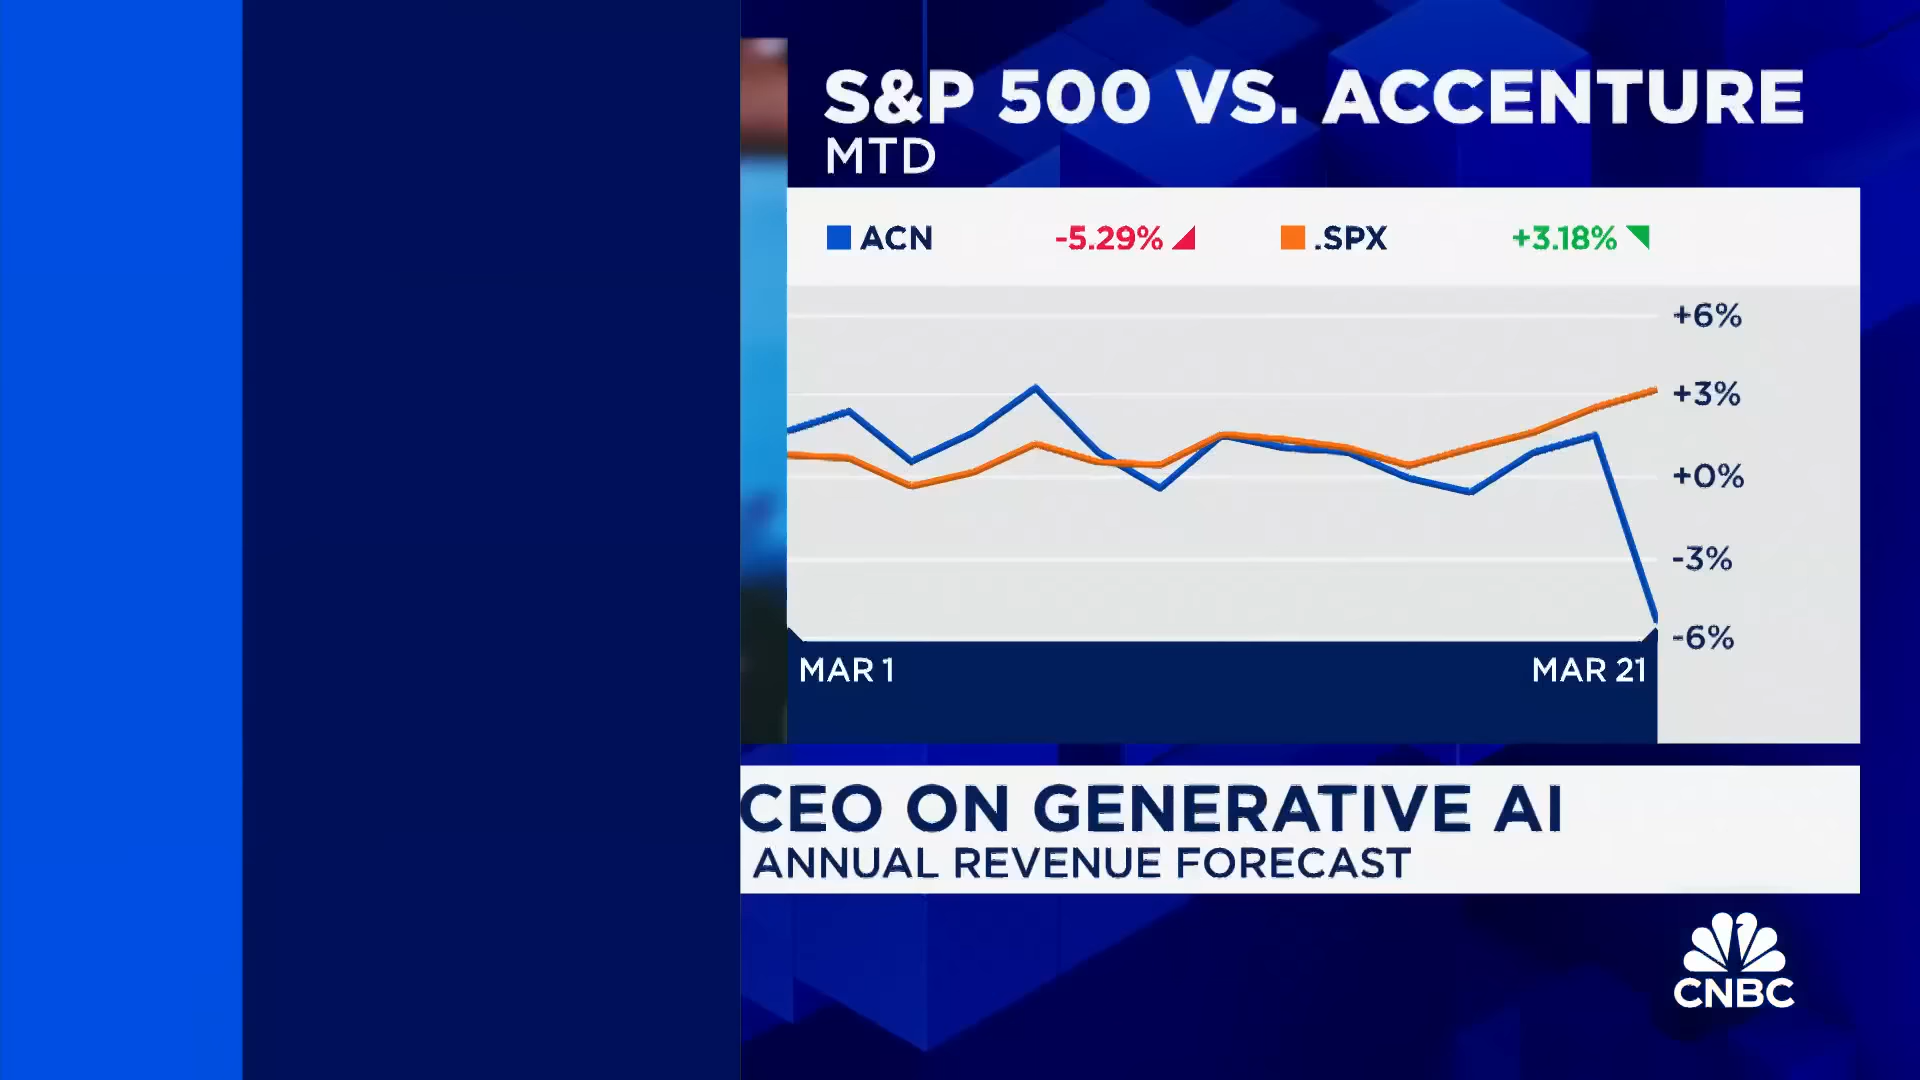 S&P 500 VS. ACCENTURE
MTD
ACN -5.29% .SPX +3.18%
+6%
+3%
+0%
-3%
-6%
MAR 1 MAR 21
CEO ON GENERATIVE AI
ANNUAL REVENUE FORECAST
CNBC